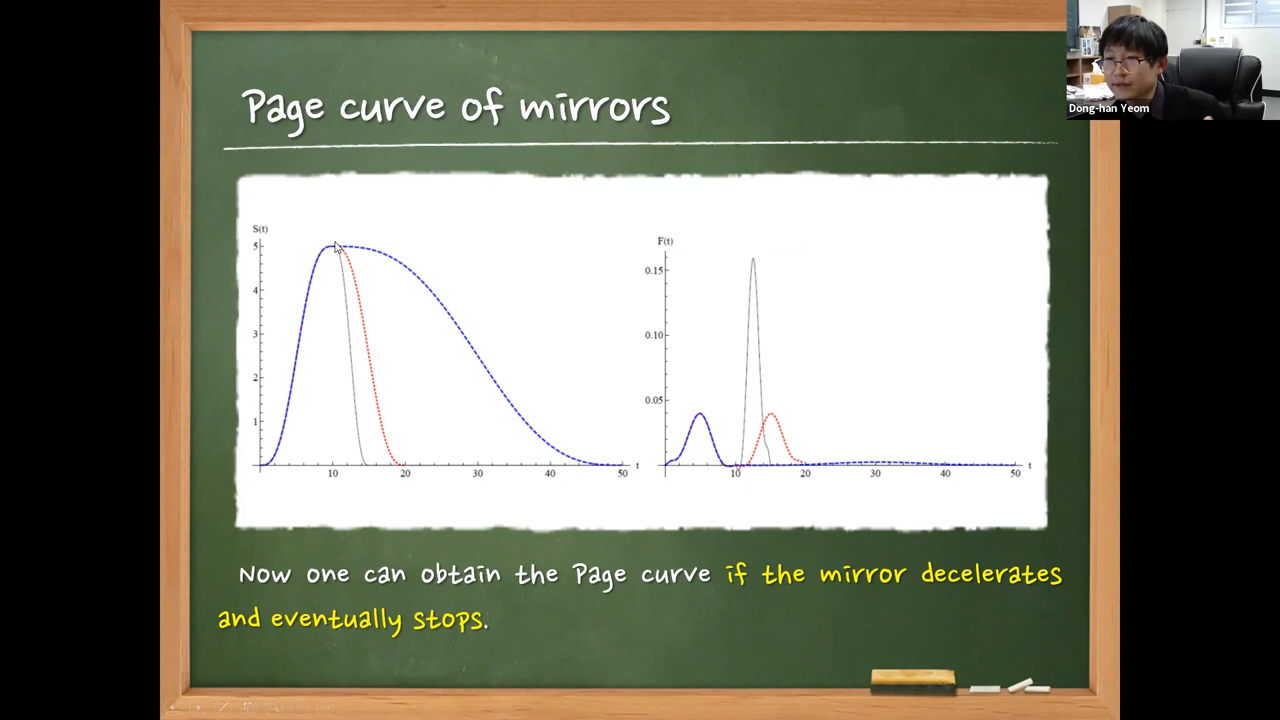 Dong-han Yeom
Page curve of mirrors
S(t)
5
4
3
2
1
10
20
30
40
50
t
F(t)
0.15
0.10
0.05
10
20
30
40
50
t
Now one can obtain the Page curve if the mirror decelerates
and eventually stops.